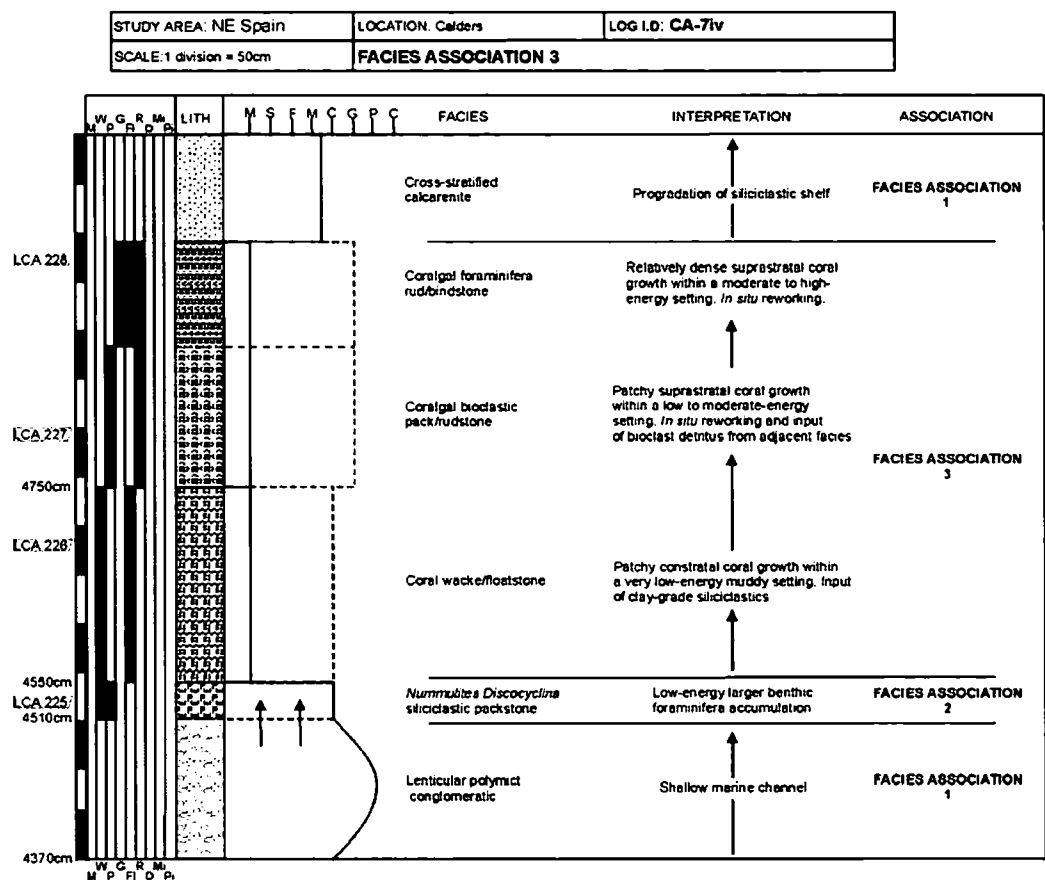 STUDY AREA: NE Spain LOCATION: Calders LOG I.D: CA-7iv
SCALE:1 division = 50cm FACIES ASSOCIATION 3
M W P G Fl R D Mi LITH M S F M C G P C FACIES INTERPRETATION ASSOCIATION
Cross-stratified
calcarenite
Progradation of siliciclastic shelf
FACIES ASSOCIATION
1
LCA 228
Coralgal foraminifera
rud/bindstone
Relatively dense suprastratal coral
growth within a moderate to high-
energy setting. In situ reworking.
LCA 227
Coralgal bioclastic
pack/rudstone
Patchy suprastratal coral growth
within a low to moderate-energy
setting. In situ reworking and input
of bioclast detritus from adjacent facies
FACIES ASSOCIATION
3
4750cm
LCA 226
Coral wacke/floatstone
Patchy constratal coral growth within
a very low-energy muddy setting. Input
of clay-grade siliciclastics
4550cm
LCA 225
4510cm
Nummulites Discocyclina
siliciclastic packstone
Low-energy larger benthic
foraminifera accumulation
FACIES ASSOCIATION
2
Lenticular polymict
conglomeratic
Shallow marine channel
FACIES ASSOCIATION
1
4370cm
M W P G Fl R D Mi